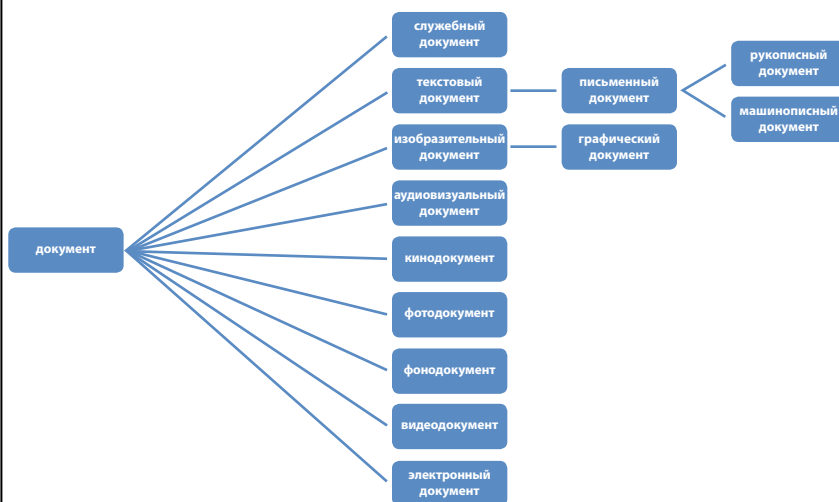 служебный
документ
текстовый
документ
письменный
документ
рукописный
документ
машинописный
документ
изобразительный
документ
графический
документ
аудиовизуальный
документ
документ
кинодокумент
фотодокумент
фонодокумент
видеодокумент
электронный
документ